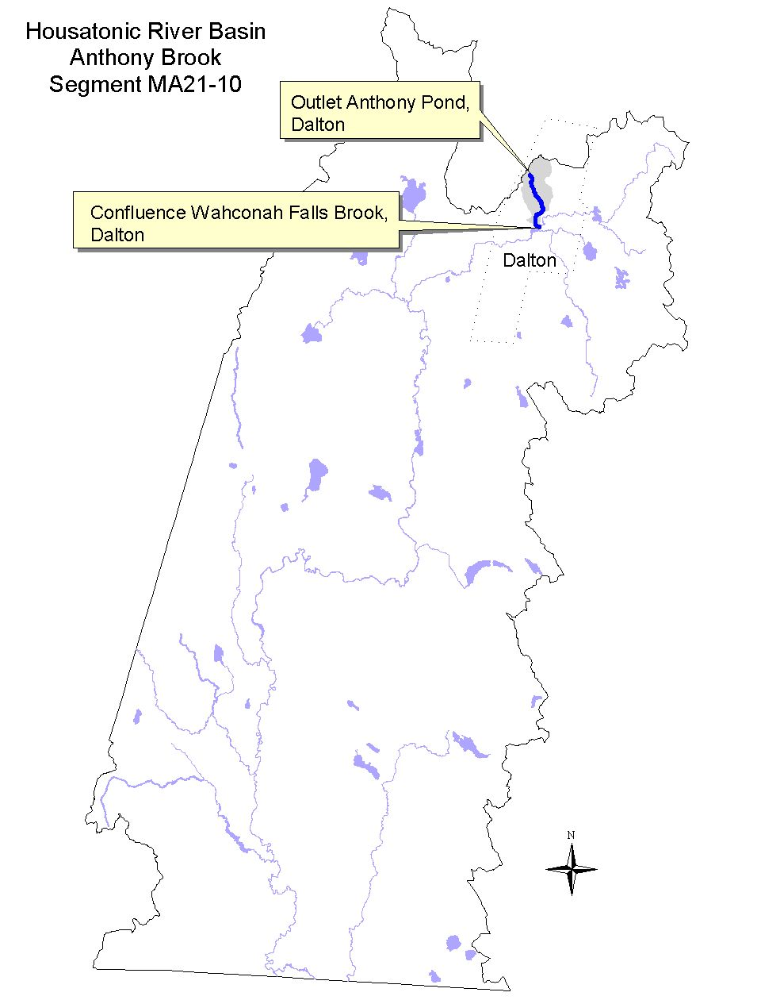 Housatonic River Basin
Anthony Brook
Segment MA21-10
Outlet Anthony Pond,
Dalton
Confluence Wahconah Falls Brook,
Dalton
Dalton
N